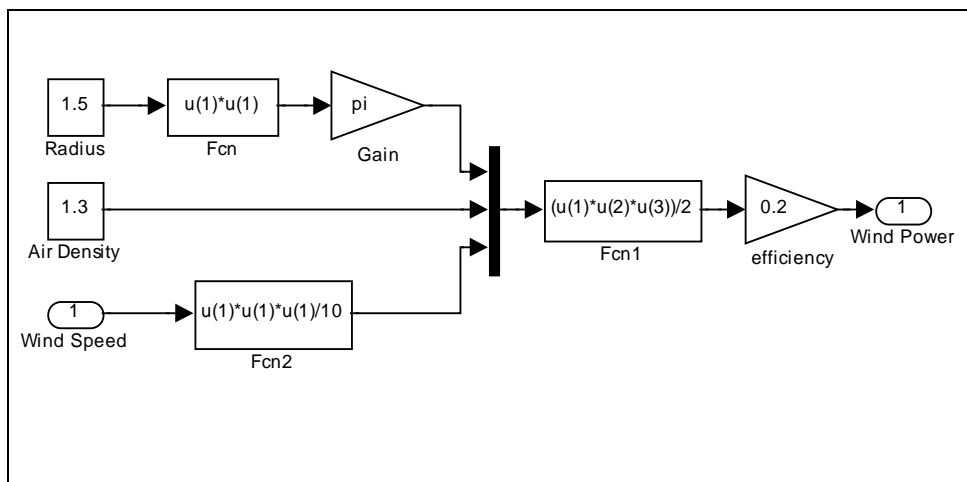 1.5
u(1)*u(1)
pi
Radius
Fcn
Gain
1.3
(u(1)*u(2)*u(3))/2
0.2
1
Air Density
Fcn1
efficiency
Wind Power
1
u(1)*u(1)*u(1)/10
Wind Speed
Fcn2